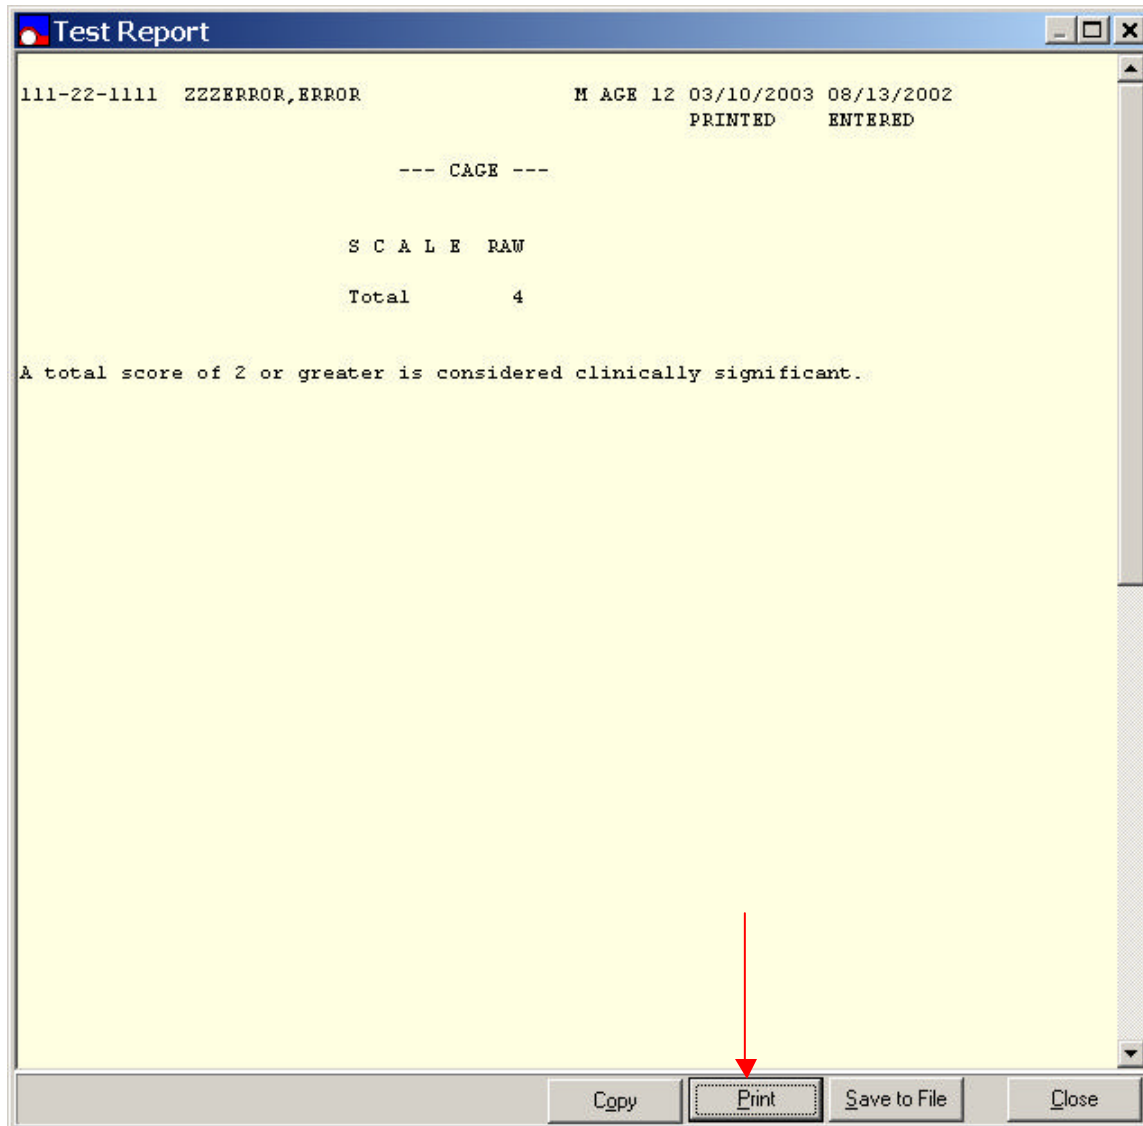 Test Report
111-22-1111 ZZZERROR,ERROR M AGE 12 03/10/2003 08/13/2002
PRINTED ENTERED
--- CAGE ---
S C A L E RAW
Total 4
A total score of 2 or greater is considered clinically significant.
Copy Print Save to File Close